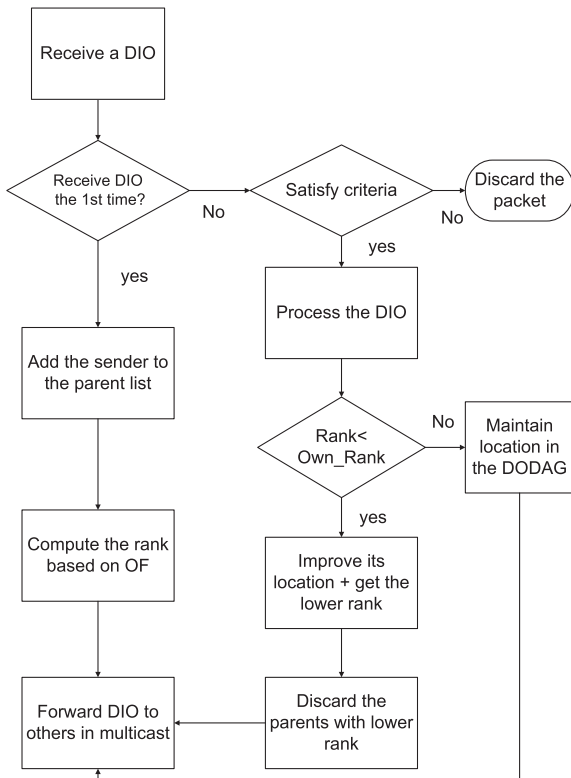 Receive a DIO
Receive DIO
the 1st time?
No
Satisfy criteria
No
Discard the
packet
yes
yes
Process the DIO
Add the sender to
the parent list
Rank<
Own_Rank
No
Maintain
location in
the DODAG
yes
Compute the rank
based on OF
Improve its
location + get the
lower rank
Forward DIO to
others in multicast
Discard the
parents with lower
rank